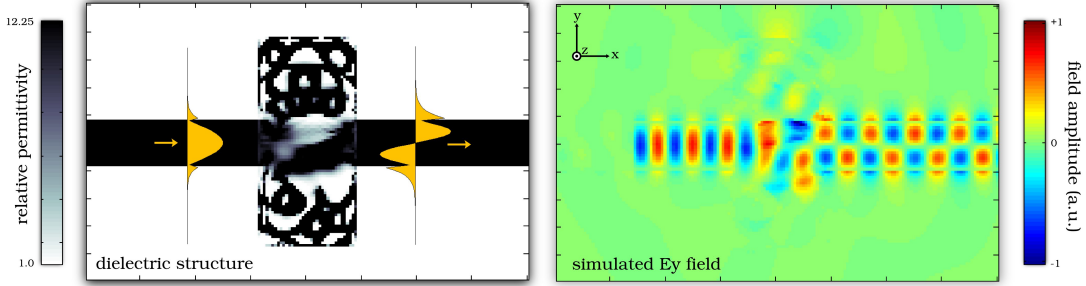 12.25
relative permittivity
1.0
dielectric structure
y
z
x
simulated Ey field
+1
0
-1
field amplitude (a.u.)